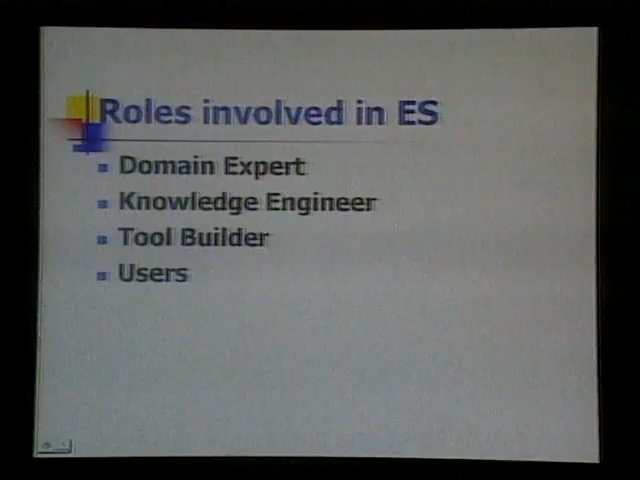 Roles involved in ES
Domain Expert
Knowledge Engineer
Tool Builder
Users